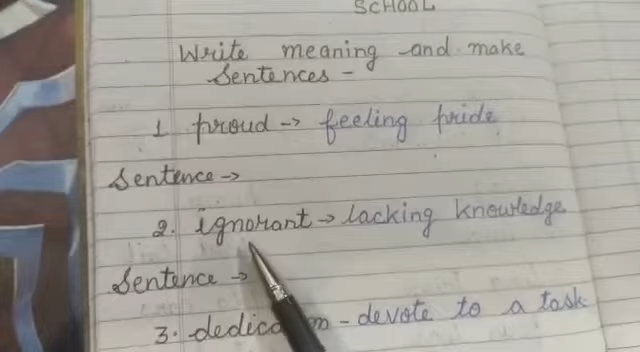 SCHOOL
Write meaning and make
Sentences -
1 proud → feeling pride
Sentence →
2. ignorant → lacking knowledge
Sentence →
3. - devote to a task